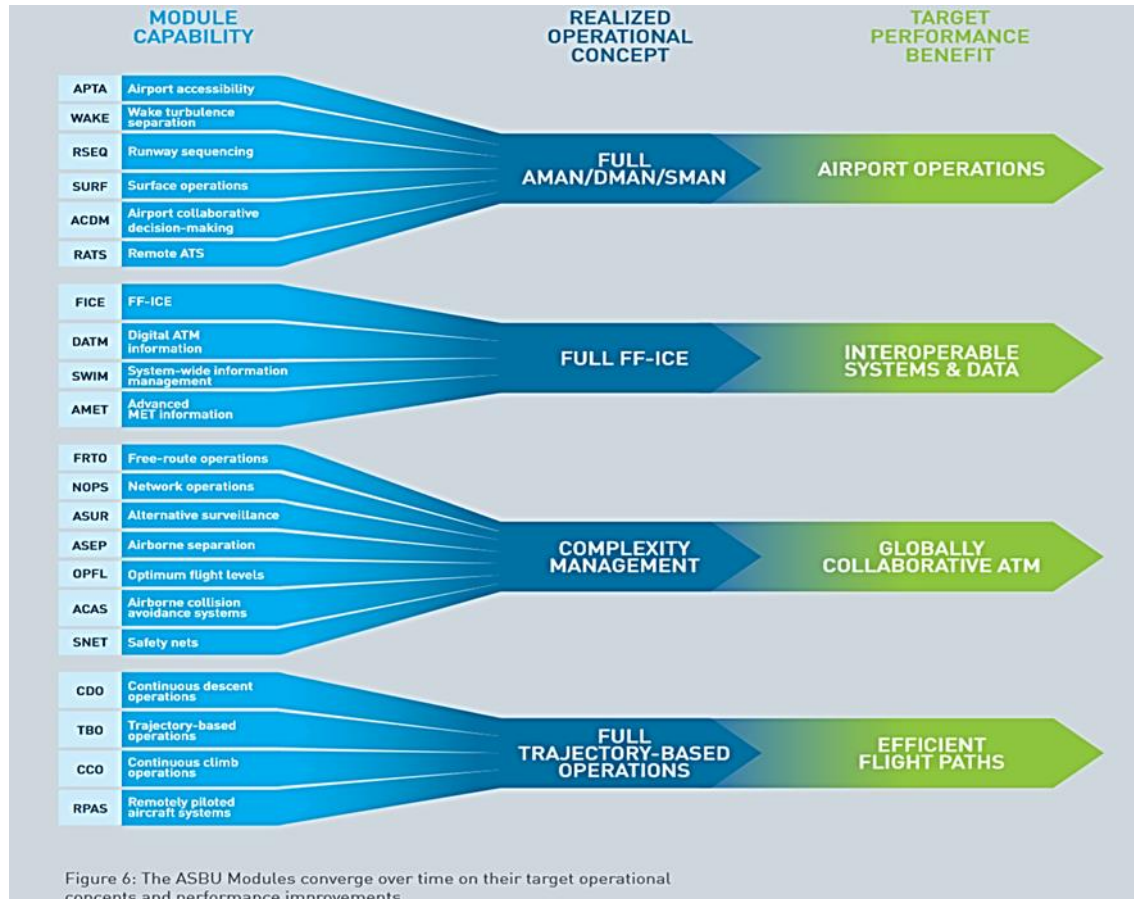 MODULE
CAPABILITY
REALIZED
OPERATIONAL
CONCEPT
TARGET
PERFORMANCE
BENEFIT
APTA Airport accessibility
WAKE Wake turbulence
separation
RSEQ Runway sequencing
SURF Surface operations
ACDM Airport collaborative
decision-making
RATS Remote ATS
FULL
AMAN/DMAN/SMAN
AIRPORT OPERATIONS
FICE FF-ICE
DATM Digital ATM
information
SWIM System-wide information
management
AMET Advanced
MET information
FULL FF-ICE
INTEROPERABLE
SYSTEMS & DATA
FRTO Free-route operations
NOPS Network operations
ASUR Alternative surveillance
ASEP Airborne separation
OPFL Optimum flight levels
ACAS Airborne collision
avoidance systems
SNET Safety nets
COMPLEXITY
MANAGEMENT
GLOBALLY
COLLABORATIVE ATM
CDO Continuous descent
operations
TBO Trajectory-based
operations
CCO Continuous climb
operations
RPAS Remotely piloted
aircraft systems
FULL
TRAJECTORY-BASED
OPERATIONS
EFFICIENT
FLIGHT PATHS
Figure 6: The ASBU Modules converge over time on their target operational
concepts and performance improvements